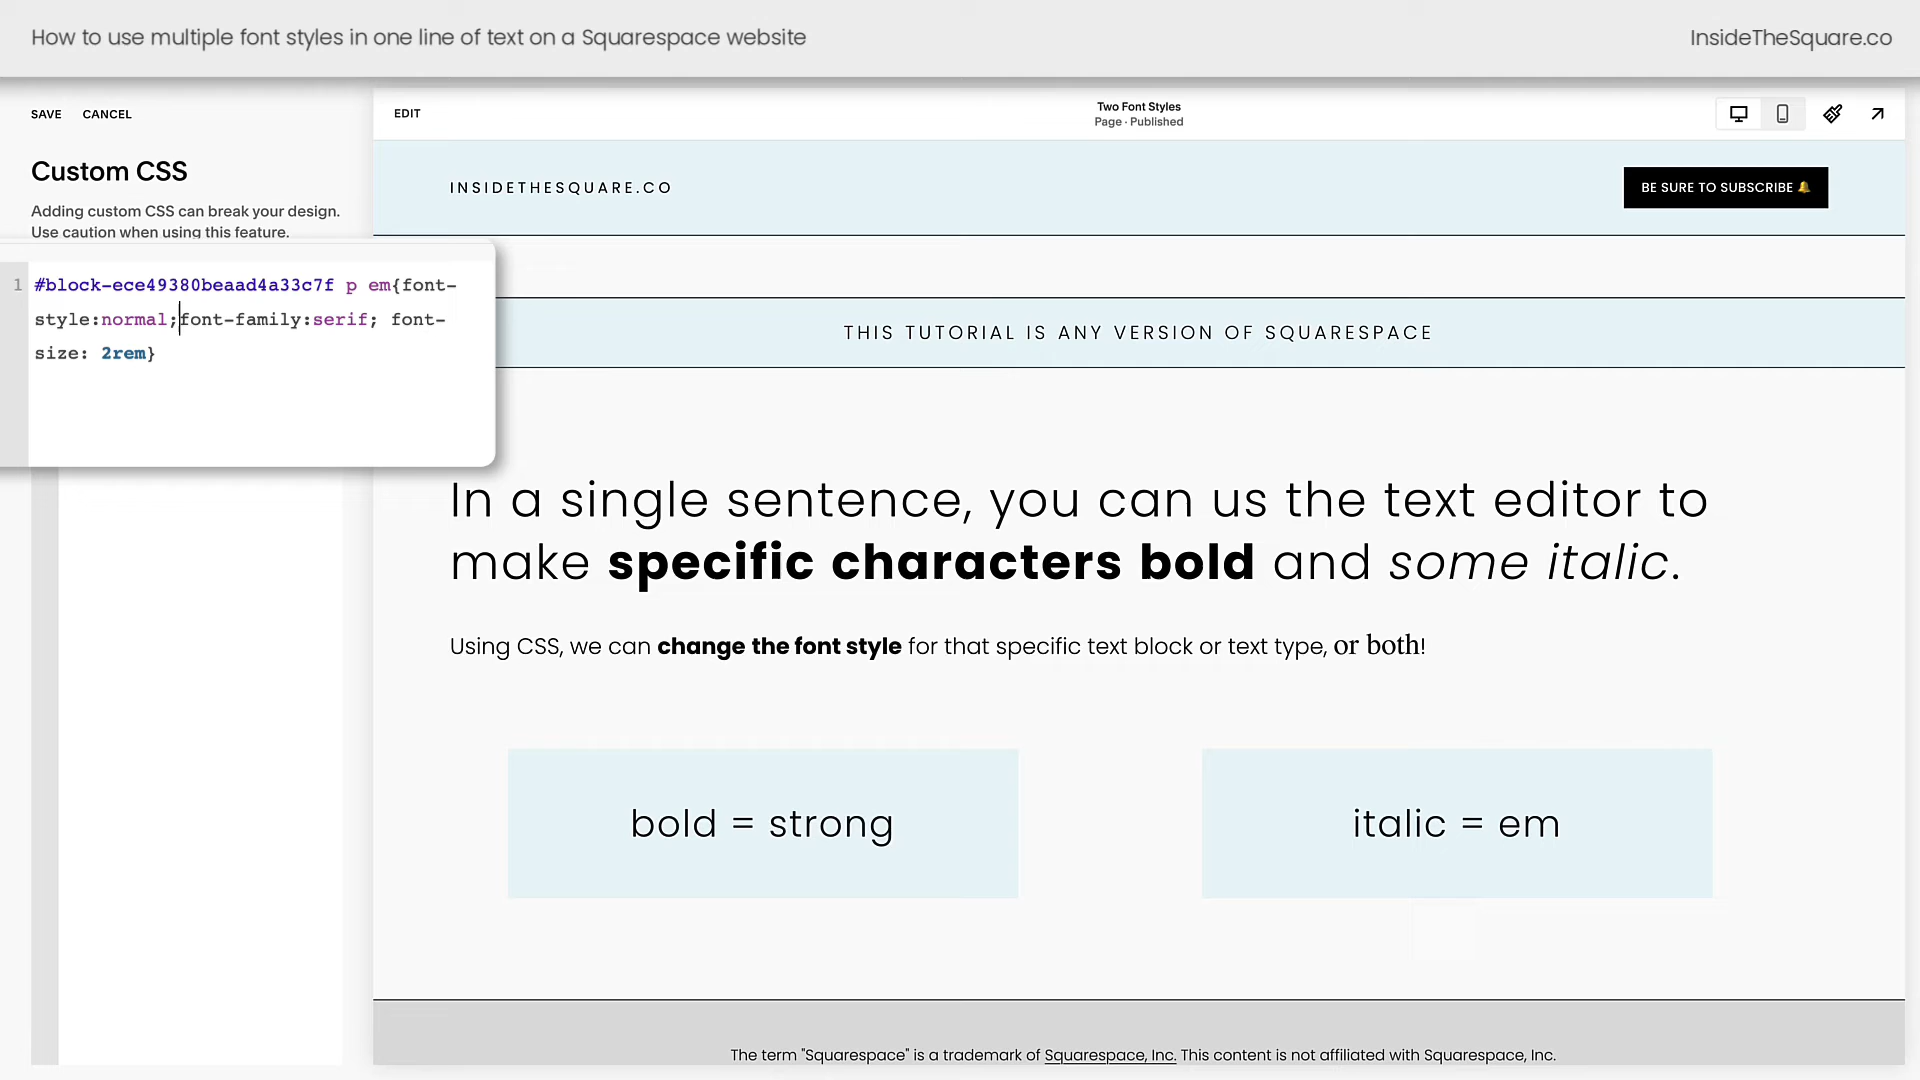 How to use multiple font styles in one line of text on a Squarespace website
InsideTheSquare.co
SAVE CANCEL
EDIT
Two Font Styles
Page · Published
Custom CSS
Adding custom CSS can break your design.
Use caution when using this feature.
INSIDETHESQUARE.CO
BE SURE TO SUBSCRIBE 🔔
1 #block-ece49380beaad4a33c7f p em{font-
style:normal;font-family:serif; font-
size: 2rem}
THIS TUTORIAL IS ANY VERSION OF SQUARESPACE
In a single sentence, you can us the text editor to
make specific characters bold and some italic.
Using CSS, we can change the font style for that specific text block or text type, or both!
bold = strong
italic = em
The term "Squarespace" is a trademark of Squarespace, Inc. This content is not affiliated with Squarespace, Inc.